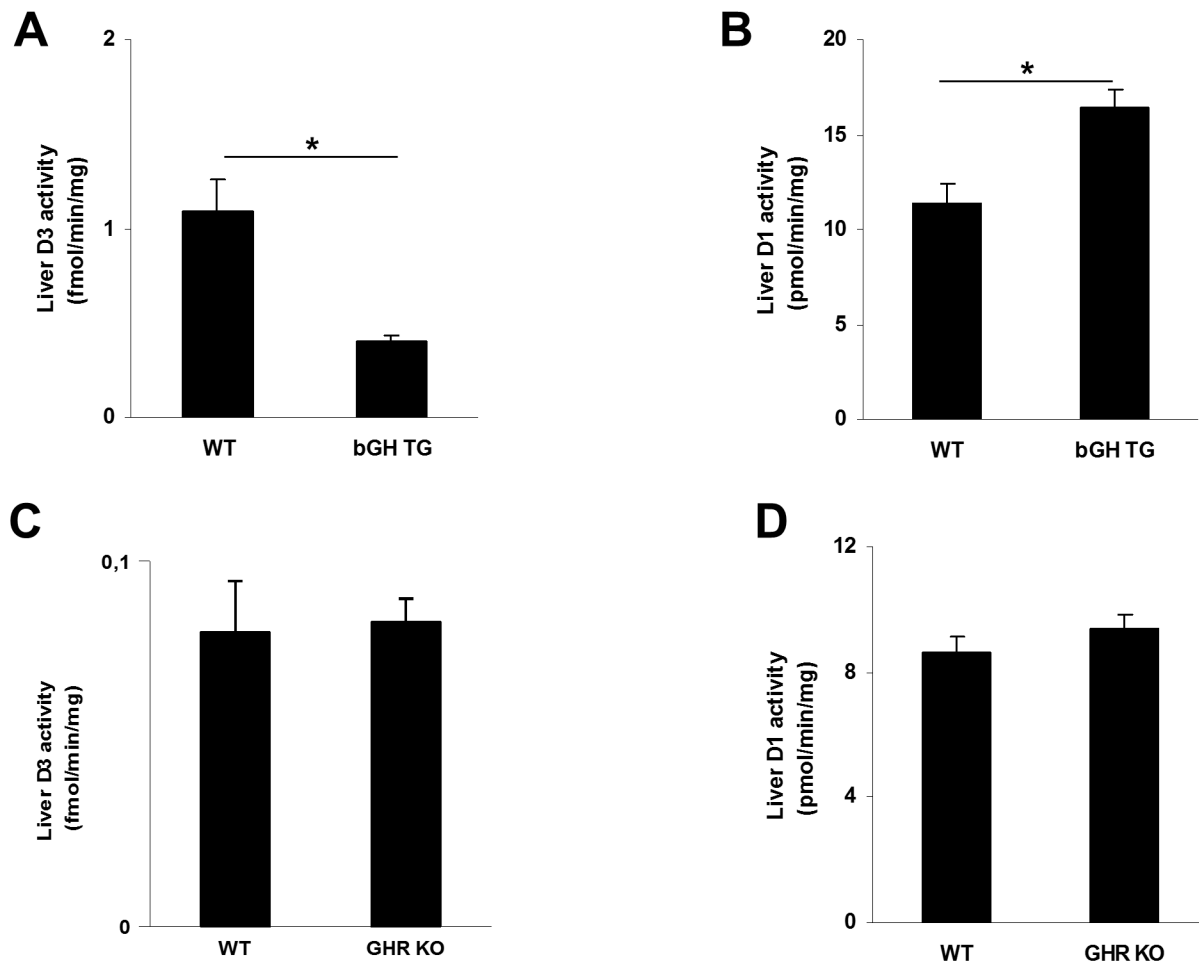 A
2
1
0
Liver D3 activity
(fmol/min/mg)
*
WT
bGH TG
B
20
15
10
5
0
Liver D1 activity
(pmol/min/mg)
*
WT
bGH TG
C
0,1
0
Liver D3 activity
(fmol/min/mg)
WT
GHR KO
D
12
8
4
0
Liver D1 activity
(pmol/min/mg)
WT
GHR KO